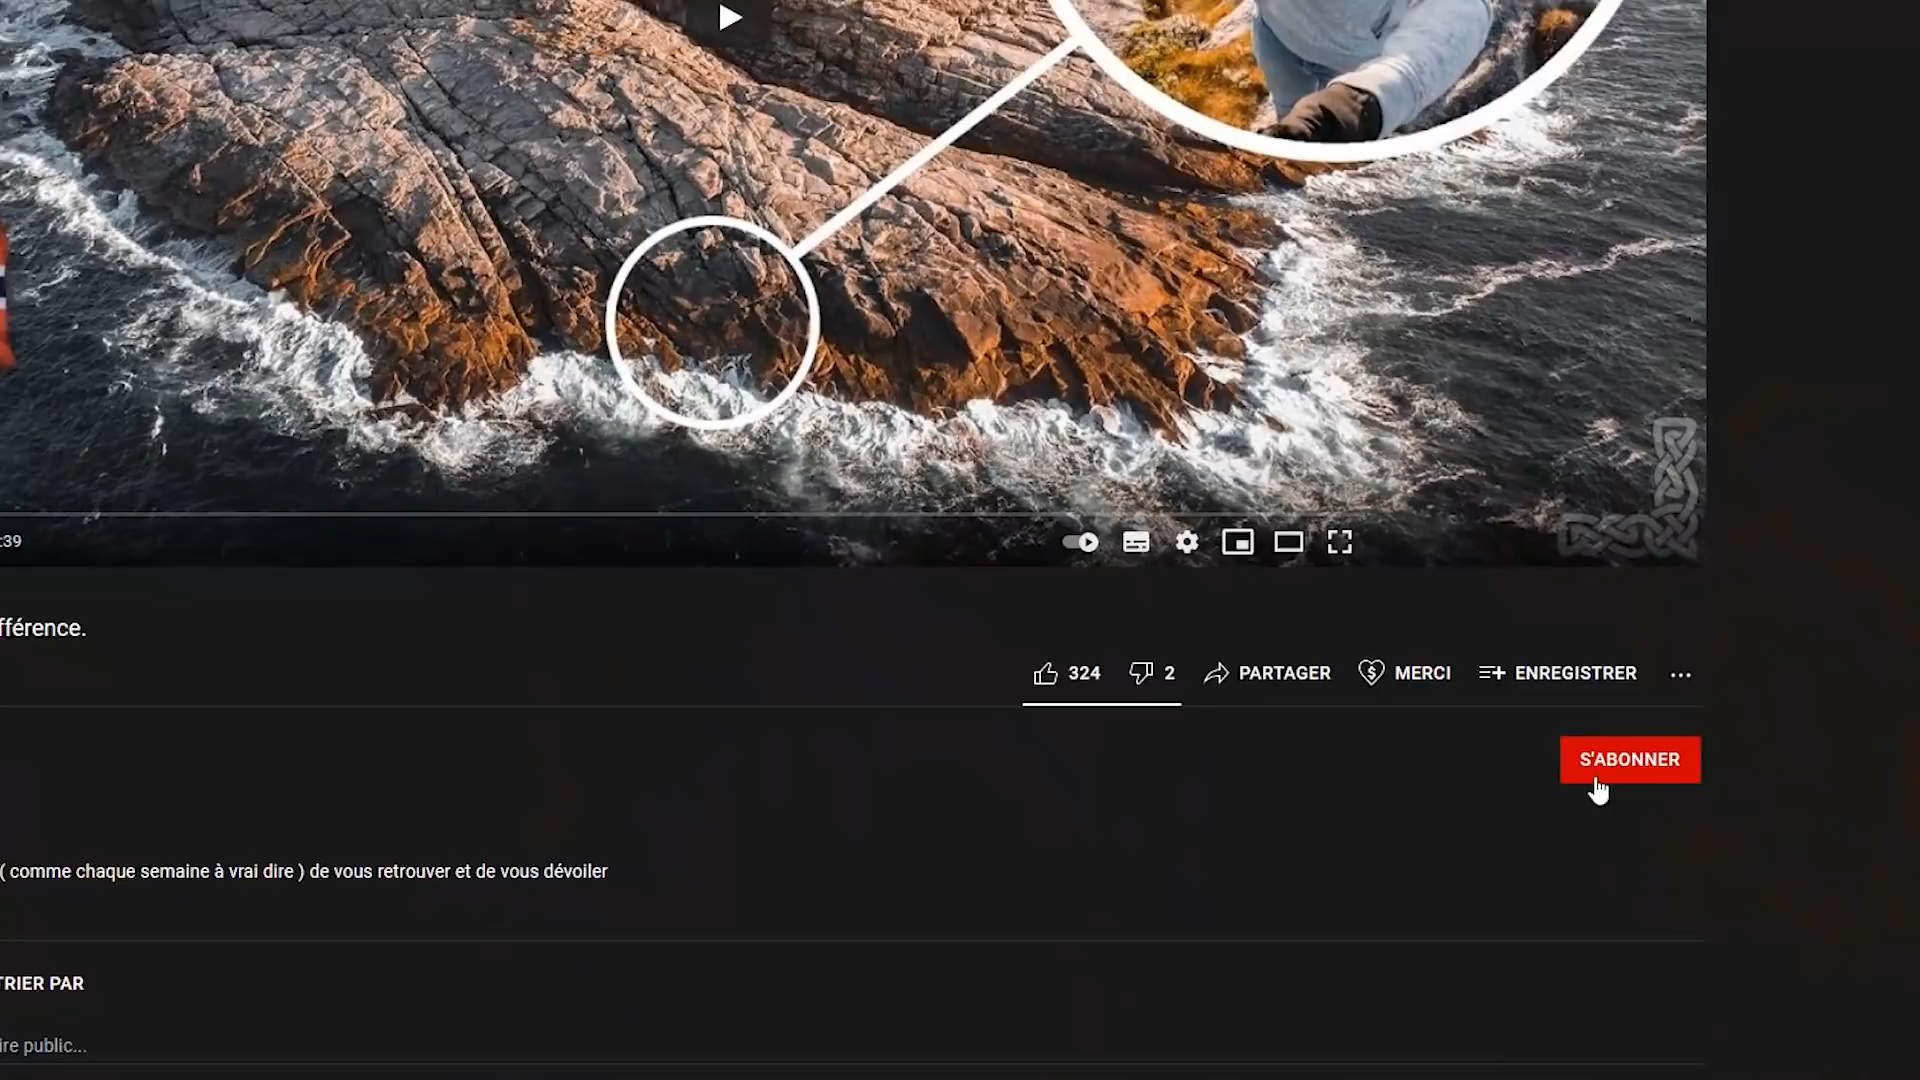 :39
fférence.
324 2 PARTAGER MERCI ENREGISTRER
S'ABONNER
( comme chaque semaine à vrai dire ) de vous retrouver et de vous dévoiler
TRIER PAR
ire public...